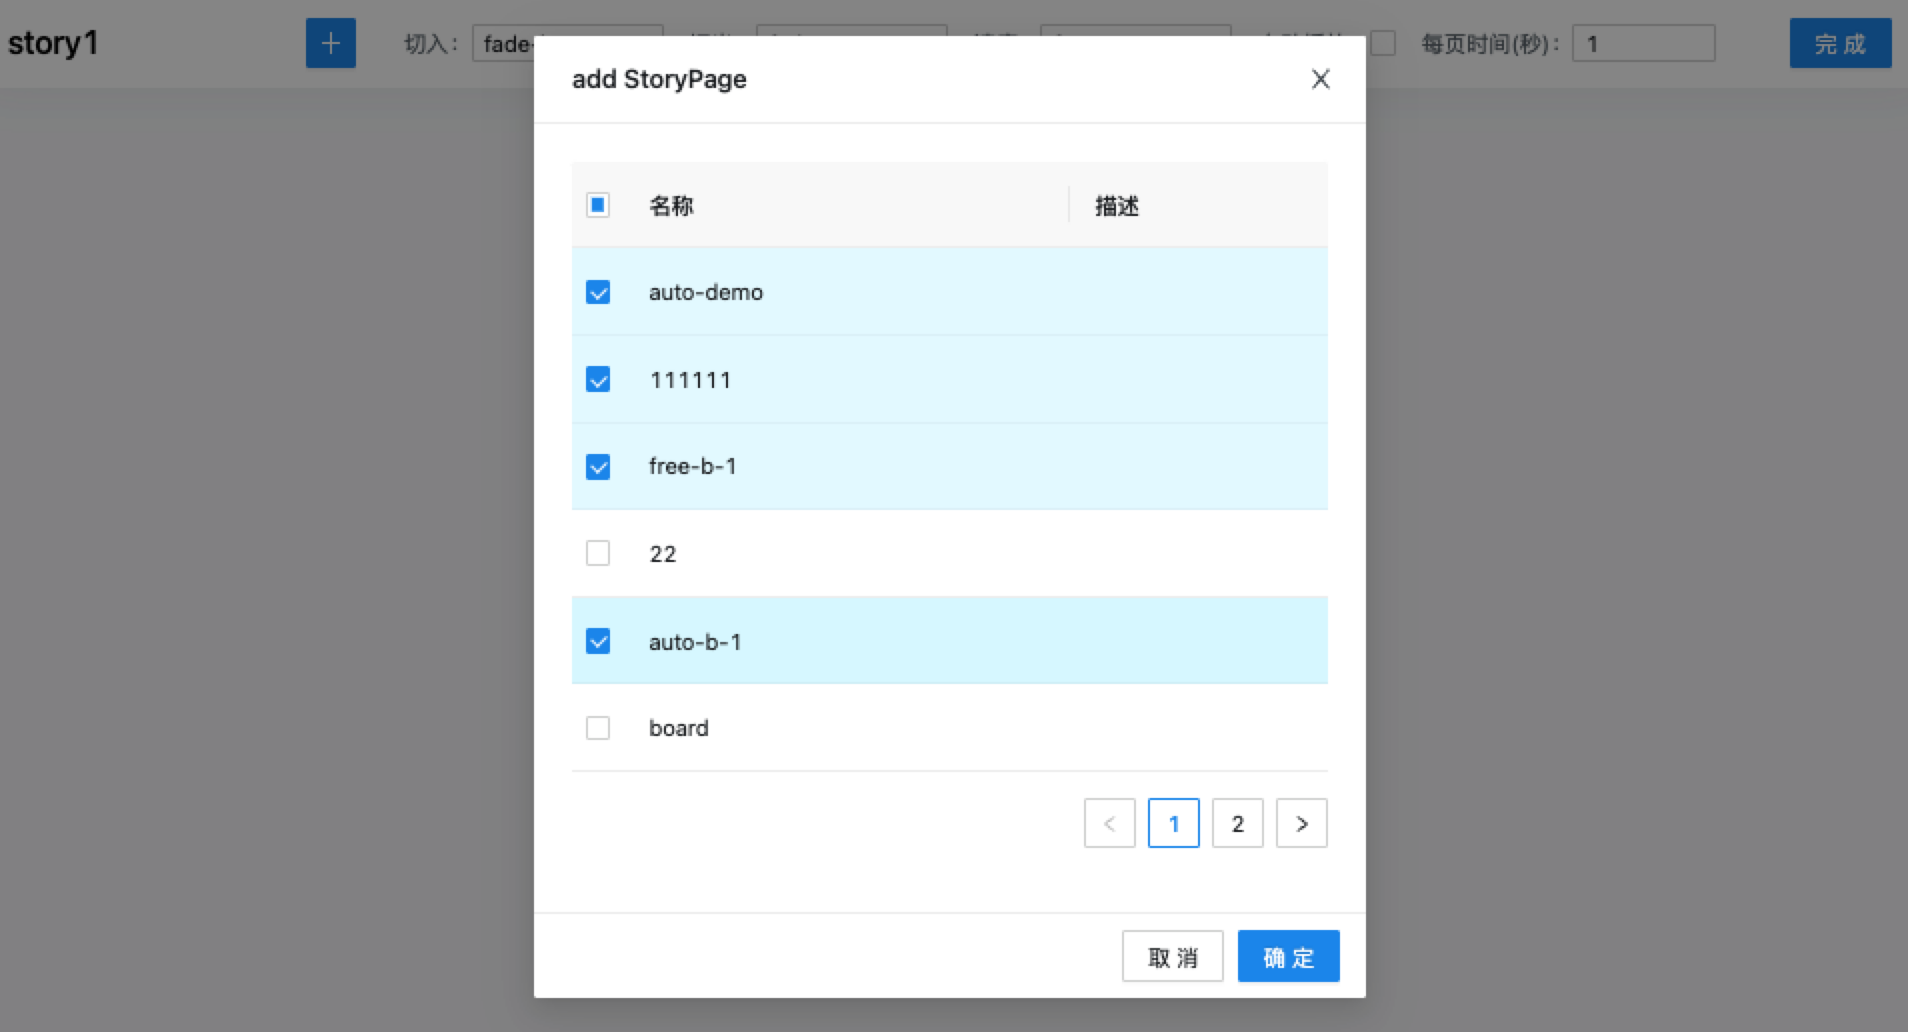 story1
切入： fade-
每页时间(秒)： 1
完 成
add StoryPage
名称 描述
auto-demo
111111
free-b-1
22
auto-b-1
board
< 1 2 >
取 消 确 定